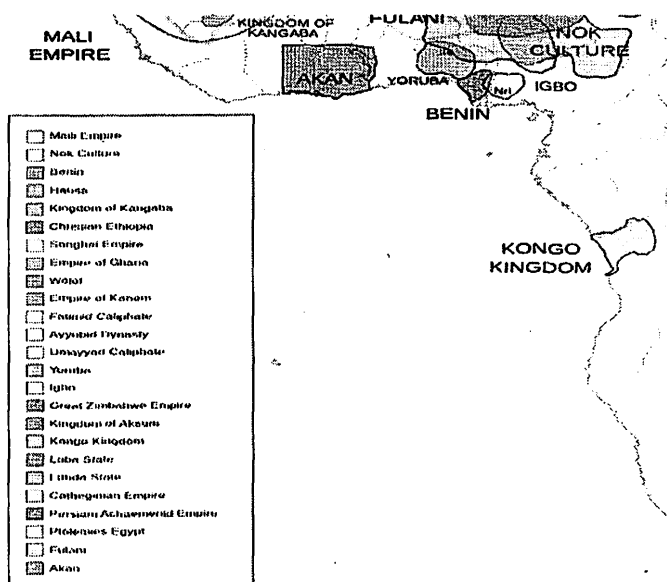 MALI
EMPIRE
KINGDOM OF
KANGABA
FULANI
NOK
CULTURE
AKAN
YORUBA
Nri
IGBO
BENIN
KONGO
KINGDOM
Mali Empire
Nok Culture
Benin
Hausa
Kingdom of Kangaba
Christian Ethiopia
Songhai Empire
Empire of Ghana
Wolof
Empire of Kanem
Fatimid Caliphate
Ayyubid Dynasty
Umayyad Caliphate
Yoruba
Igbo
Great Zimbabwe Empire
Kingdom of Aksum
Kongo Kingdom
Luba State
Lunda State
Catheginian Empire
Persian Achaemenid Empire
Ptolemies Egypt
Fulani
Akan